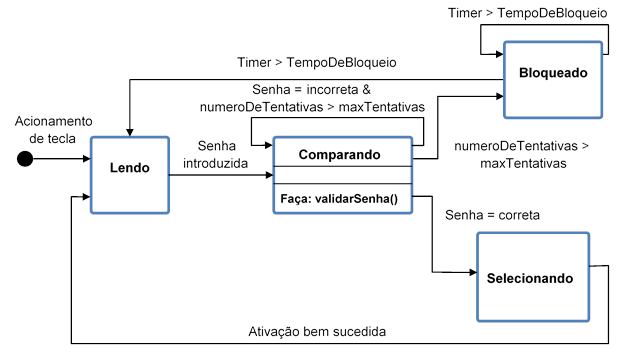 Timer > TempoDeBloqueio
Timer > TempoDeBloqueio
Bloqueado
Senha = incorreta &
numeroDeTentativas > maxTentativas
Acionamento
de tecla
Lendo
Senha
introduzida
Comparando
Faça: validarSenha()
numeroDeTentativas >
maxTentativas
Senha = correta
Selecionando
Ativação bem sucedida